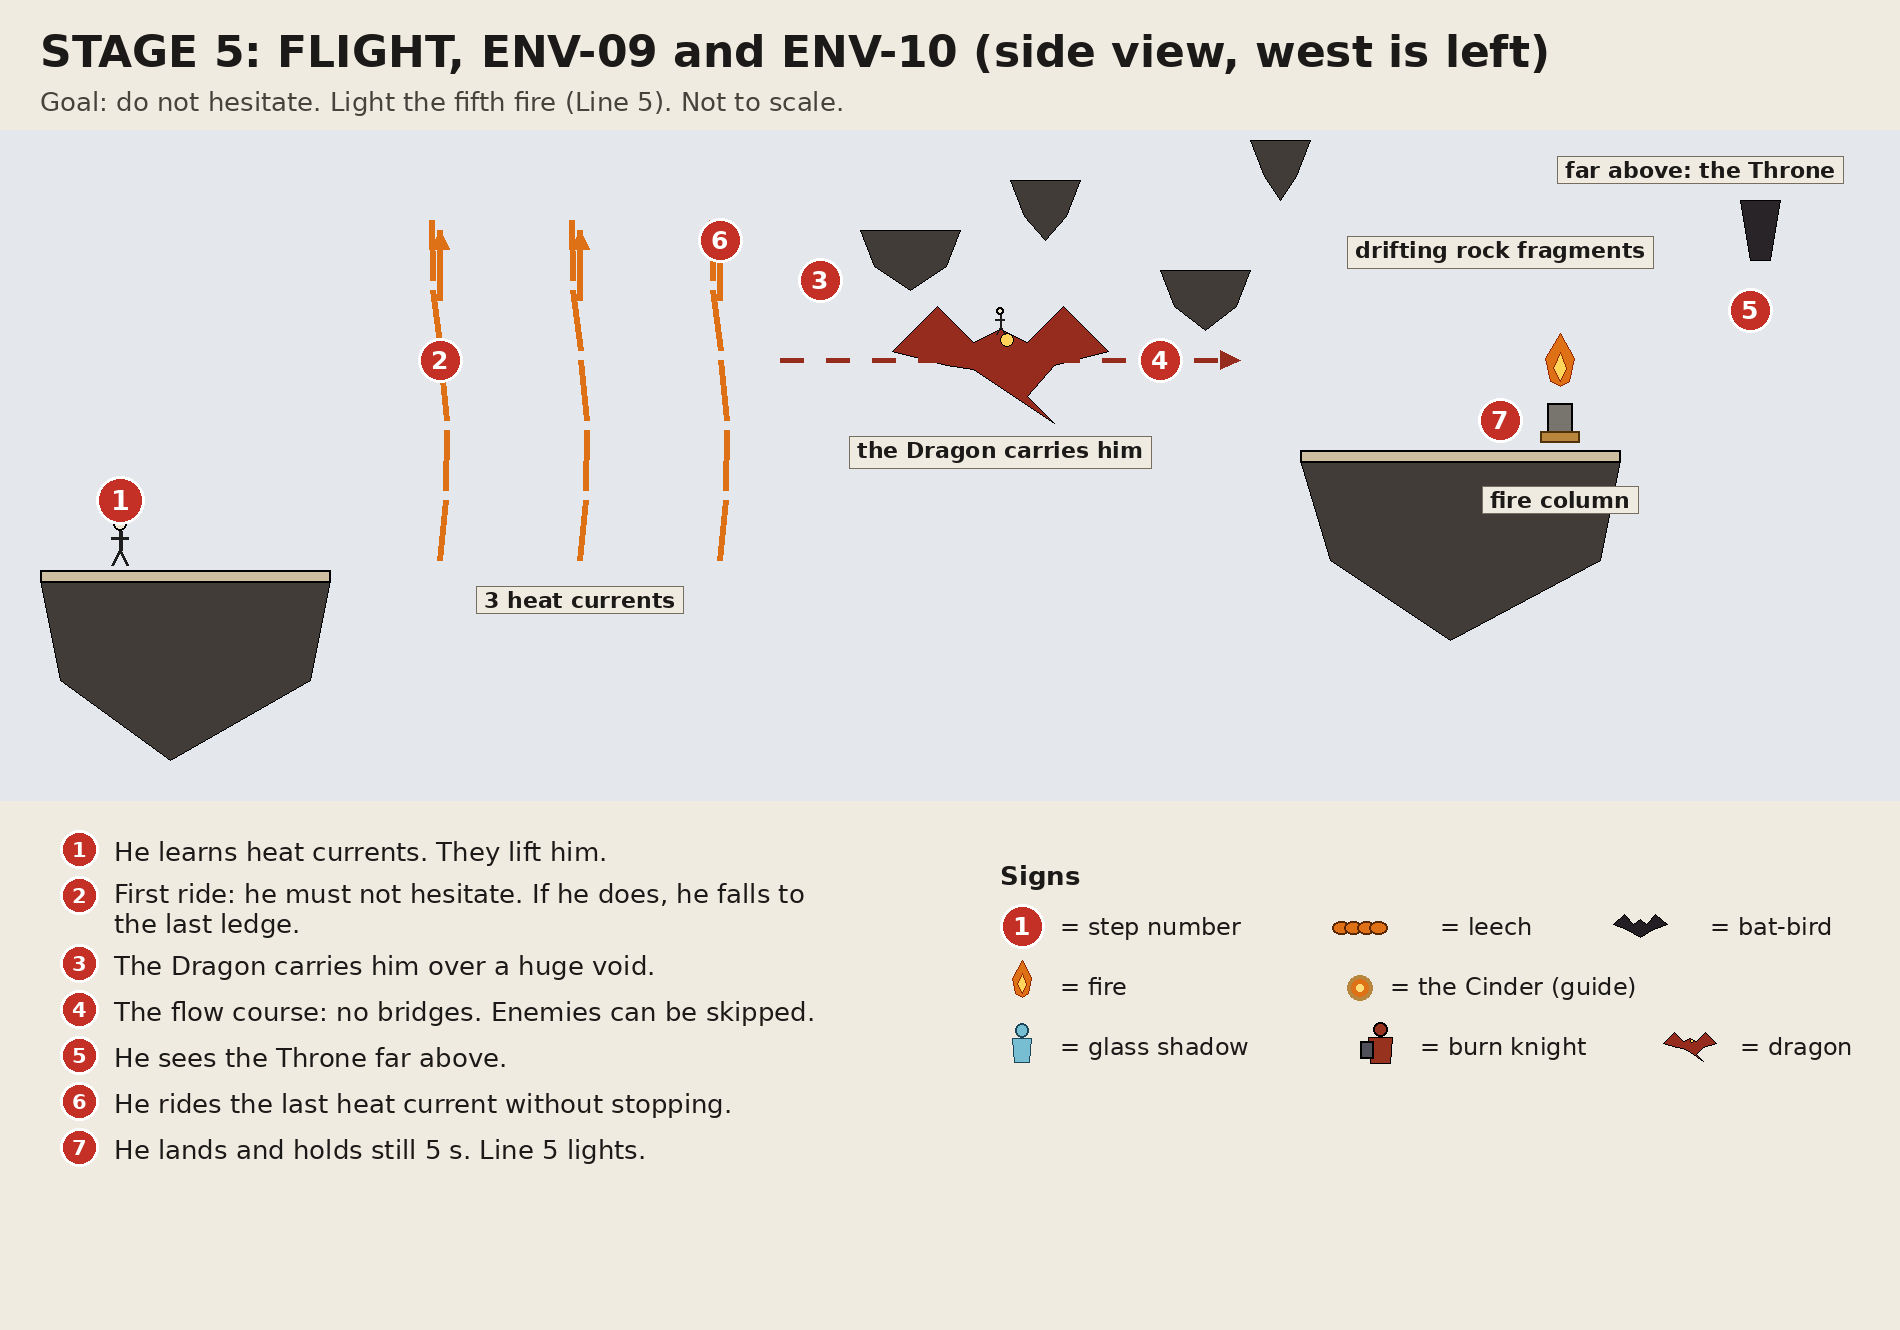 STAGE 5: FLIGHT, ENV-09 and ENV-10 (side view, west is left)
Goal: do not hesitate. Light the fifth fire (Line 5). Not to scale.
far above: the Throne
drifting rock fragments
6
3
5
2
4
7
the Dragon carries him
1
fire column
3 heat currents
1 He learns heat currents. They lift him.
2 First ride: he must not hesitate. If he does, he falls to
the last ledge.
3 The Dragon carries him over a huge void.
4 The flow course: no bridges. Enemies can be skipped.
5 He sees the Throne far above.
6 He rides the last heat current without stopping.
7 He lands and holds still 5 s. Line 5 lights.
Signs
1 = step number = leech = bat-bird
= fire = the Cinder (guide)
= glass shadow = burn knight = dragon